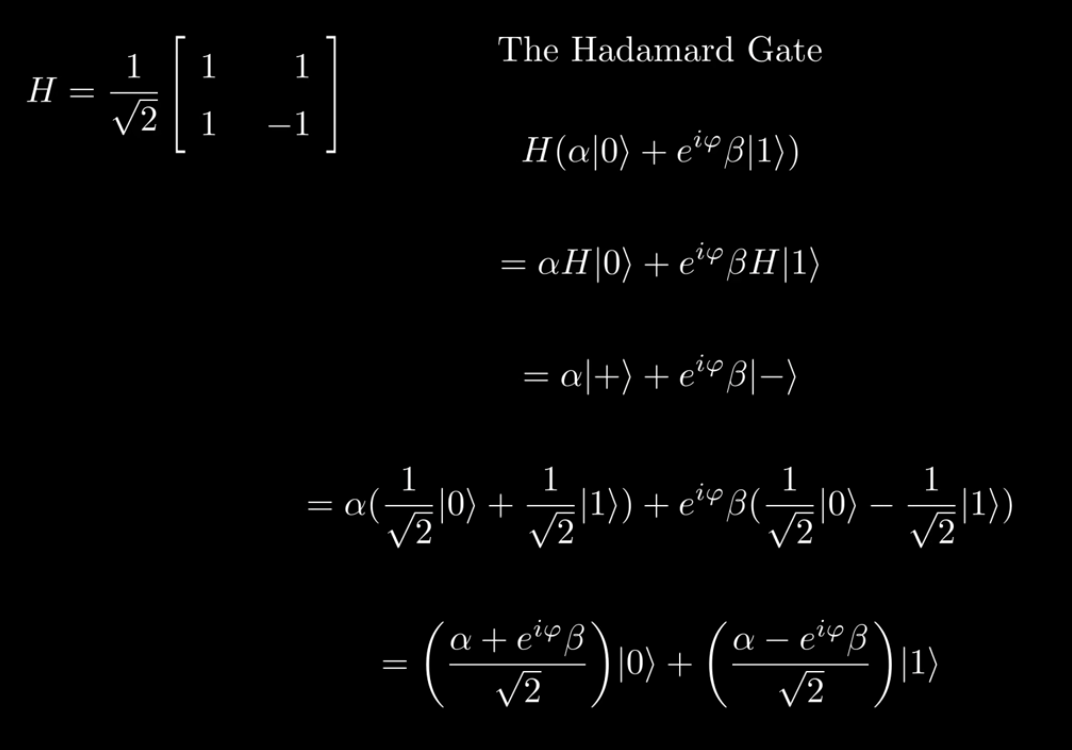 H = \frac{1}{\sqrt{2}} \begin{bmatrix} 1 & 1 \\ 1 & -1 \end{bmatrix}
The Hadamard Gate
H(\alpha|0\rangle + e^{i\varphi}\beta|1\rangle)
= \alpha H|0\rangle + e^{i\varphi}\beta H|1\rangle
= \alpha|+\rangle + e^{i\varphi}\beta|-\rangle
= \alpha(\frac{1}{\sqrt{2}}|0\rangle + \frac{1}{\sqrt{2}}|1\rangle) + e^{i\varphi}\beta(\frac{1}{\sqrt{2}}|0\rangle - \frac{1}{\sqrt{2}}|1\rangle)
= \left(\frac{\alpha + e^{i\varphi}\beta}{\sqrt{2}}\right)|0\rangle + \left(\frac{\alpha - e^{i\varphi}\beta}{\sqrt{2}}\right)|1\rangle